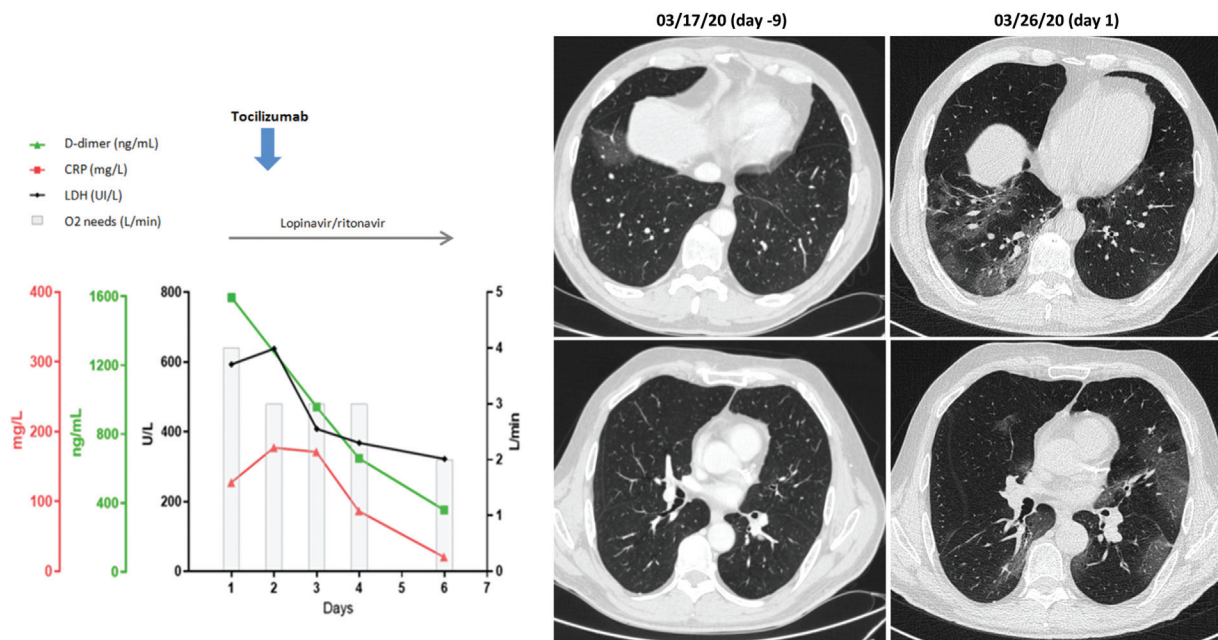 03/17/20 (day -9)
03/26/20 (day 1)
Tocilizumab
D-dimer (ng/mL)
CRP (mg/L)
LDH (UI/L)
O2 needs (L/min)
Lopinavir/ritonavir
400
300
200
100
0
mg/L
1600
1200
800
400
0
ng/mL
800
600
400
200
0
U/L
5
4
3
2
1
0
L/min
1 2 3 4 5 6 7
Days